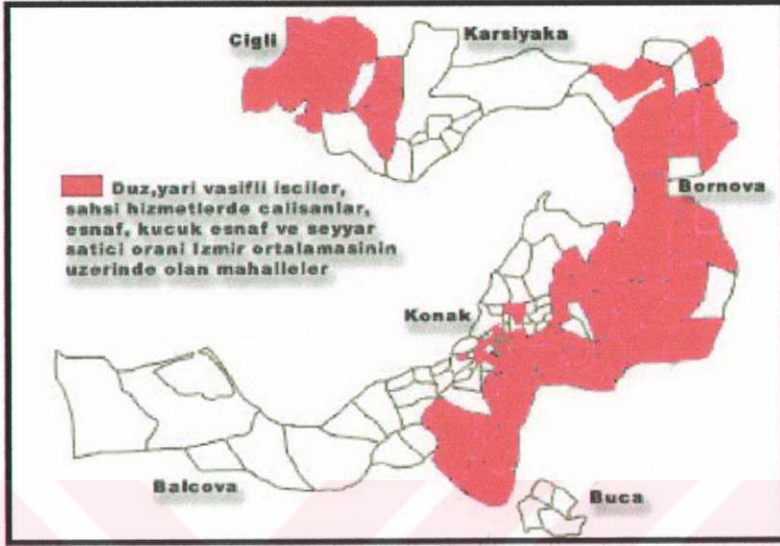 Cigli
Karsiyaka
Duz,yari vasifli isciler,
sahsi hizmetlerde calisanlar,
esnaf, kucuk esnaf ve seyyar
satici orani Izmir ortalamasinin
uzerinde olan mahalleler
Bornova
Konak
Balcova
Buca